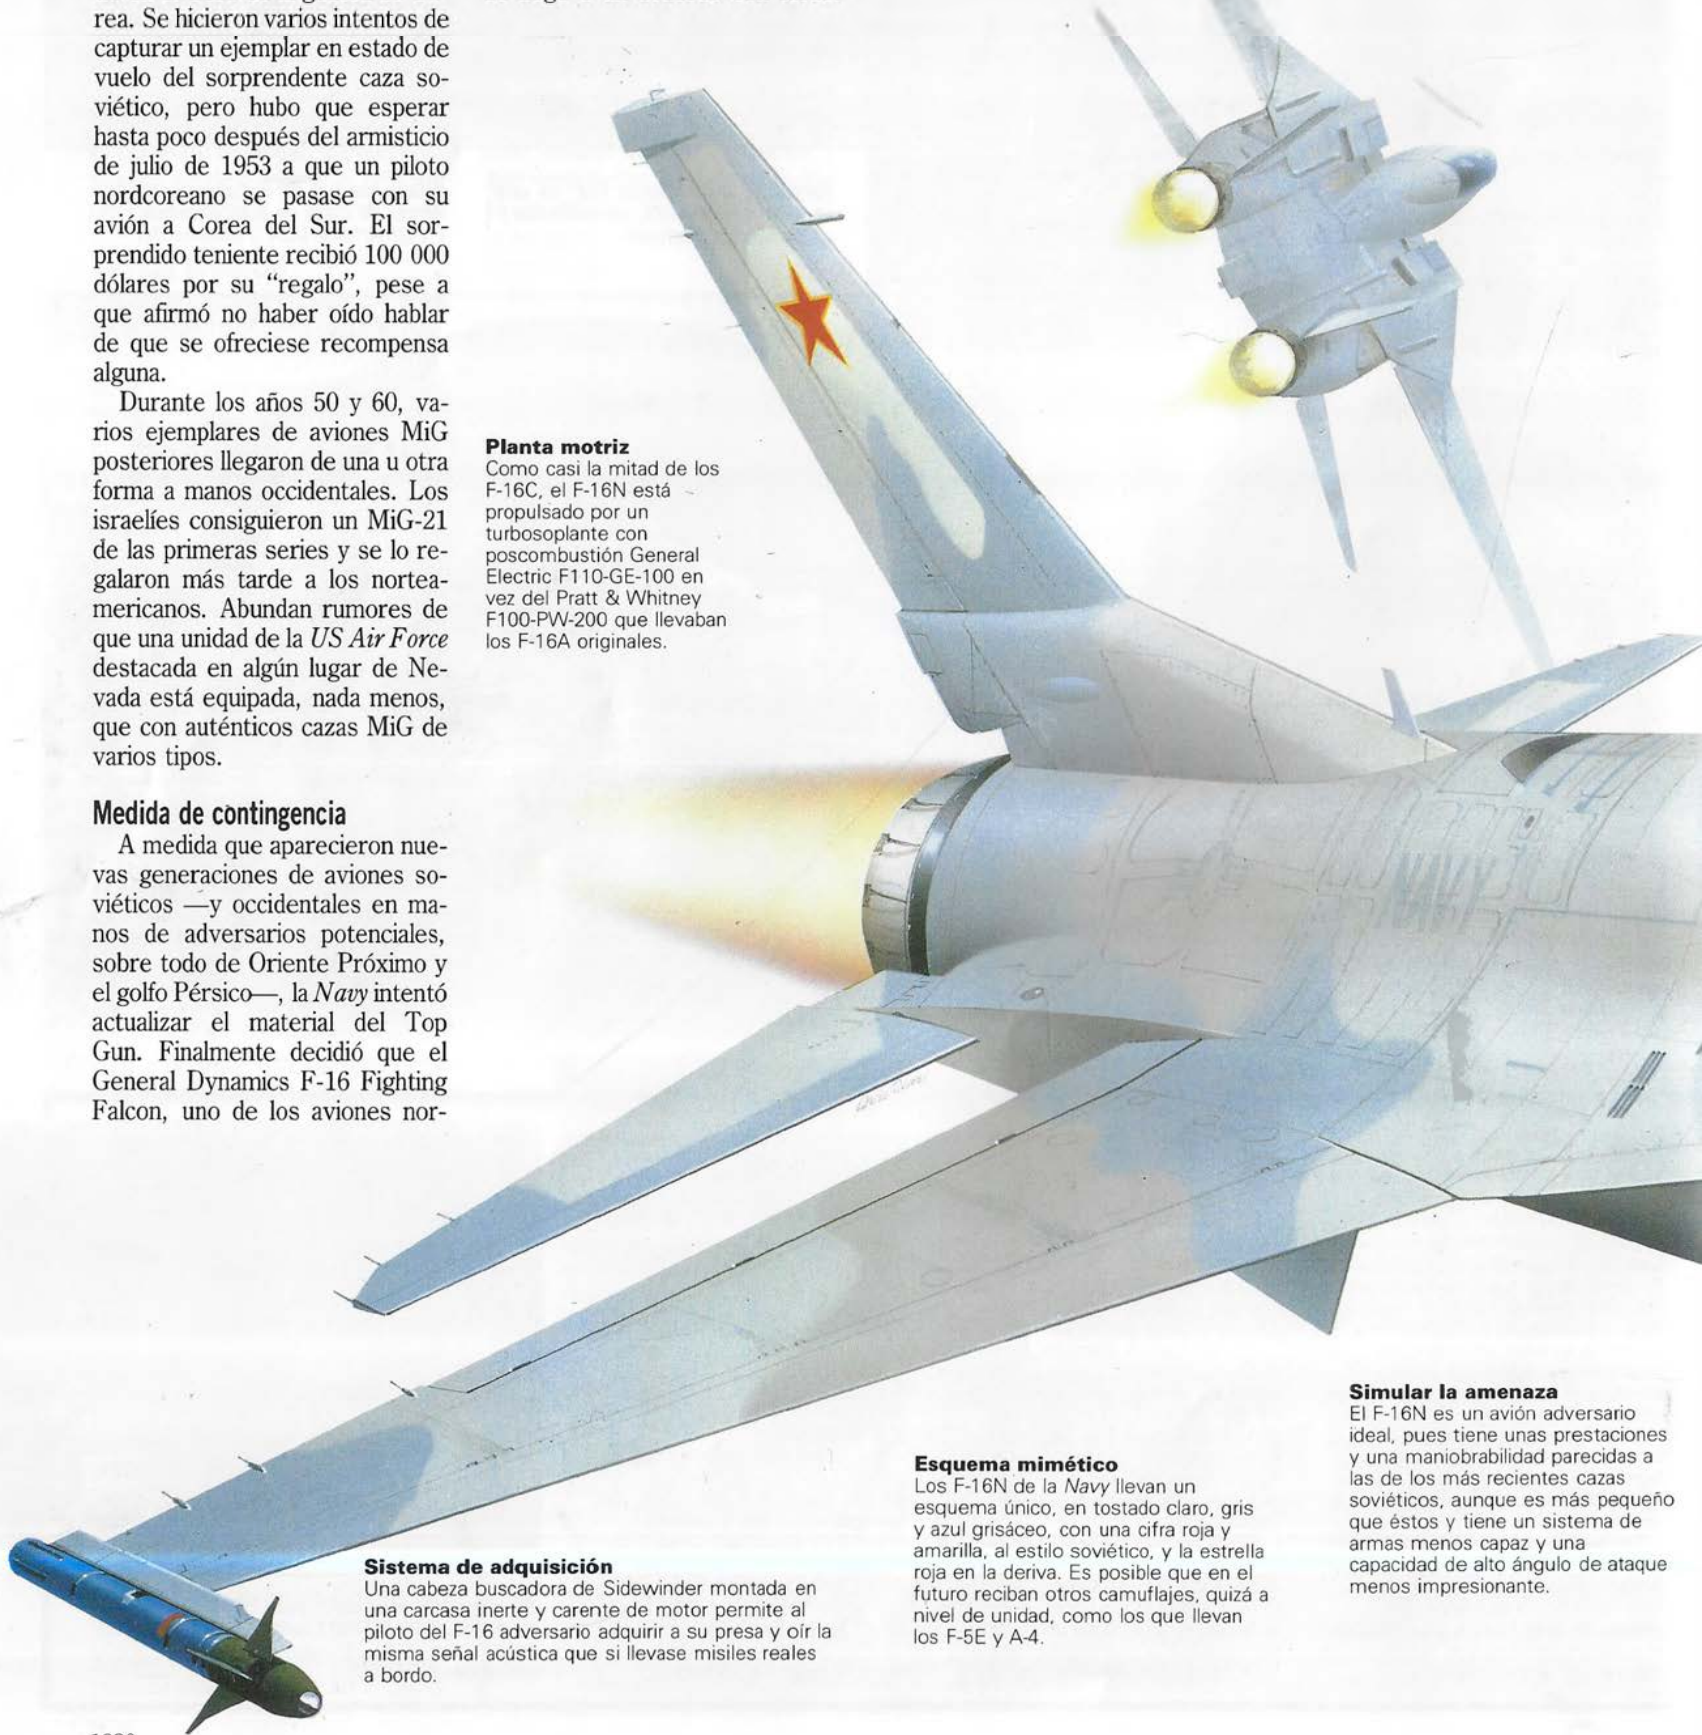 rea. Se hicieron varios intentos de
capturar un ejemplar en estado de
vuelo del sorprendente caza so-
viético, pero hubo que esperar
hasta poco después del armisticio
de julio de 1953 a que un piloto
nordcoreano se pasase con su
avión a Corea del Sur. El sor-
prendido teniente recibió 100 000
dólares por su “regalo”, pese a
que afirmó no haber oído hablar
de que se ofreciese recompensa
alguna.
Durante los años 50 y 60, va-
rios ejemplares de aviones MiG
posteriores llegaron de una u otra
forma a manos occidentales. Los
israelíes consiguieron un MiG-21
de las primeras series y se lo re-
galaron más tarde a los nortea-
mericanos. Abundan rumores de
que una unidad de la US Air Force
destacada en algún lugar de Ne-
vada está equipada, nada menos,
que con auténticos cazas MiG de
varios tipos.
Medida de contingencia
A medida que aparecieron nue-
vas generaciones de aviones so-
viéticos —y occidentales en ma-
nos de adversarios potenciales,
sobre todo de Oriente Próximo y
el golfo Pérsico—, la Navy intentó
actualizar el material del Top
Gun. Finalmente decidió que el
General Dynamics F-16 Fighting
Falcon, uno de los aviones nor-
Planta motriz
Como casi la mitad de los
F-16C, el F-16N está
propulsado por un
turbosoplante con
poscombustión General
Electric F110-GE-100 en
vez del Pratt & Whitney
F100-PW-200 que llevaban
los F-16A originales.
NAVY
Sistema de adquisición
Una cabeza buscadora de Sidewinder montada en
una carcasa inerte y carente de motor permite al
piloto del F-16 adversario adquirir a su presa y oír la
misma señal acústica que si llevase misiles reales
a bordo.
Esquema mimético
Los F-16N de la Navy llevan un
esquema único, en tostado claro, gris
y azul grisáceo, con una cifra roja y
amarilla, al estilo soviético, y la estrella
roja en la deriva. Es posible que en el
futuro reciban otros camuflajes, quizá a
nivel de unidad, como los que llevan
los F-5E y A-4.
Simular la amenaza
El F-16N es un avión adversario
ideal, pues tiene unas prestaciones
y una maniobrabilidad parecidas a
las de los más recientes cazas
soviéticos, aunque es más pequeño
que éstos y tiene un sistema de
armas menos capaz y una
capacidad de alto ángulo de ataque
menos impresionante.